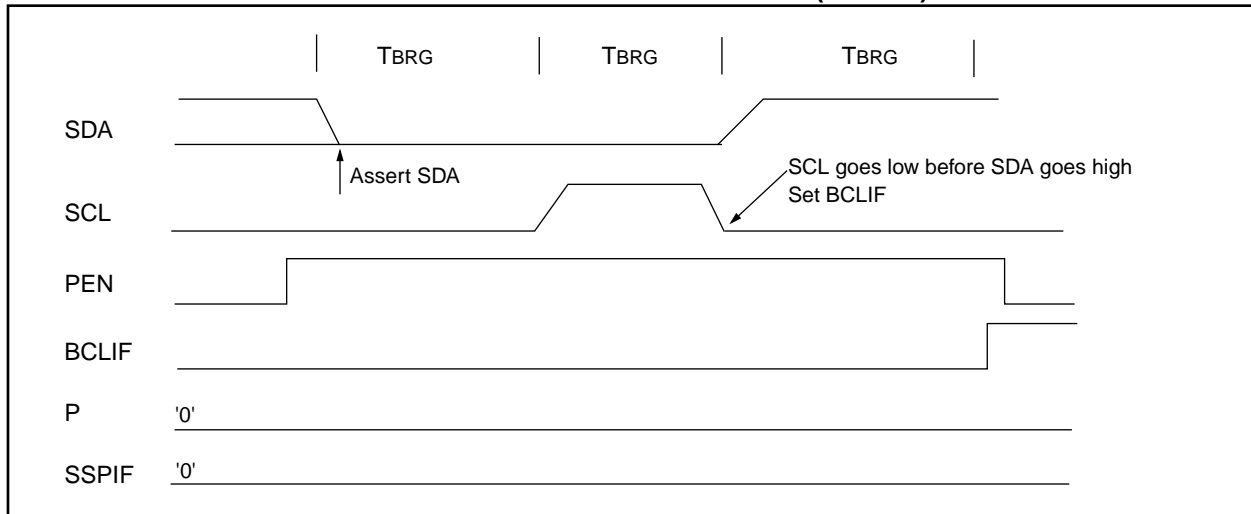 TBRG TBRG TBRG
SDA
Assert SDA
SCL goes low before SDA goes high
Set BCLIF
SCL
PEN
BCLIF
P '0'
SSPIF '0'